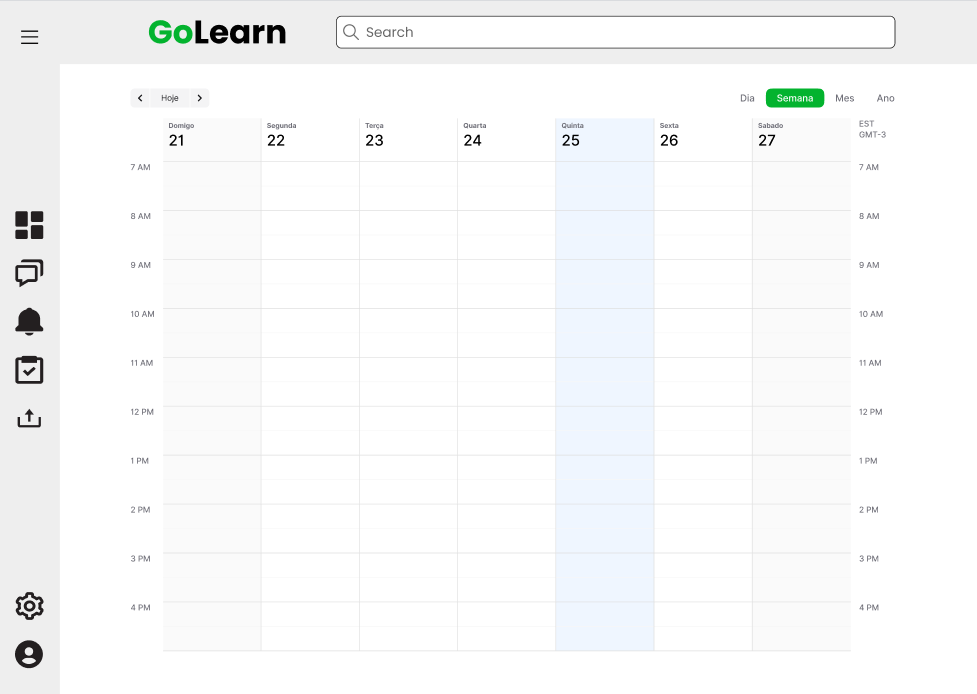 GoLearn
Search
Hoje
Dia Semana Mes Ano
Domigo Segunda Terça Quarta Quinta Sexta Sabado EST
21 22 23 24 25 26 27 GMT-3
7 AM 7 AM
8 AM 8 AM
9 AM 9 AM
10 AM 10 AM
11 AM 11 AM
12 PM 12 PM
1 PM 1 PM
2 PM 2 PM
3 PM 3 PM
4 PM 4 PM